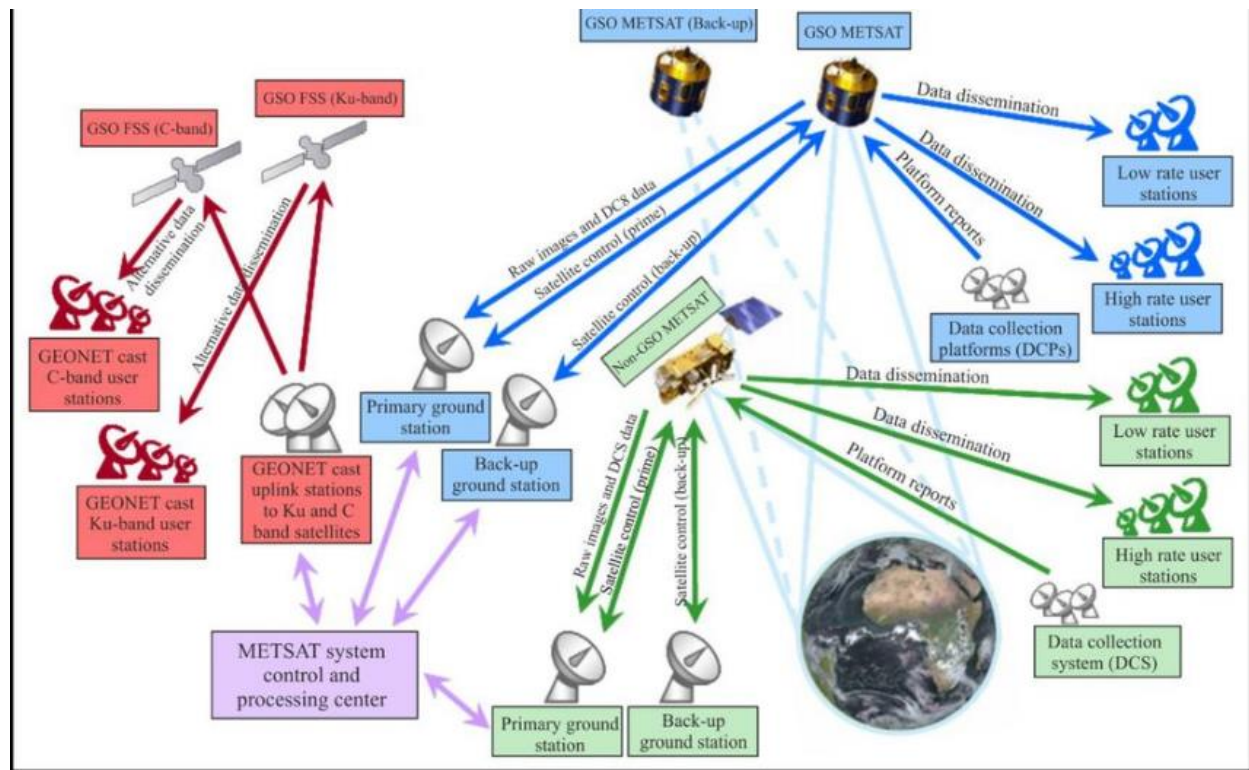 GSO METSAT (Back-up)
GSO METSAT
GSO FSS (Ku-band)
GSO FSS (C-band)
Data dissemination
Data dissemination
Platform reports
Low rate user
stations
High rate user
stations
Data collection
platforms (DCPs)
Raw images and DC8 data
Satellite control (prime)
Satellite control (back-up)
Alternative data
dissemination
Alternative data dissemination
GEONET cast
C-band user
stations
GEONET cast
Ku-band user
stations
GEONET cast
uplink stations
to Ku and C
band satellites
Primary ground
station
Back-up
ground station
Non-GSO METSAT
Data dissemination
Data dissemination
Platform reports
Low rate user
stations
High rate user
stations
Data collection
system (DCS)
Raw images and DCS data
Satellite control (prime)
Satellite control (back-up)
METSAT system
control and
processing center
Primary ground
station
Back-up
ground station